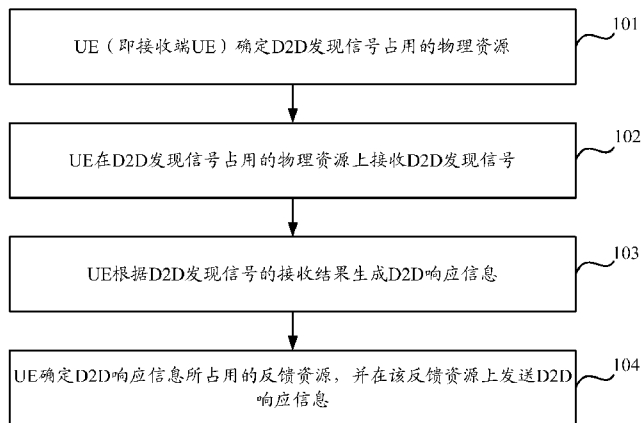 UE（即接收端UE）确定D2D发现信号占用的物理资源
101
UE在D2D发现信号占用的物理资源上接收D2D发现信号
102
UE根据D2D发现信号的接收结果生成D2D响应信息
103
UE确定D2D响应信息所占用的反馈资源，并在该反馈资源上发送D2D
响应信息
104